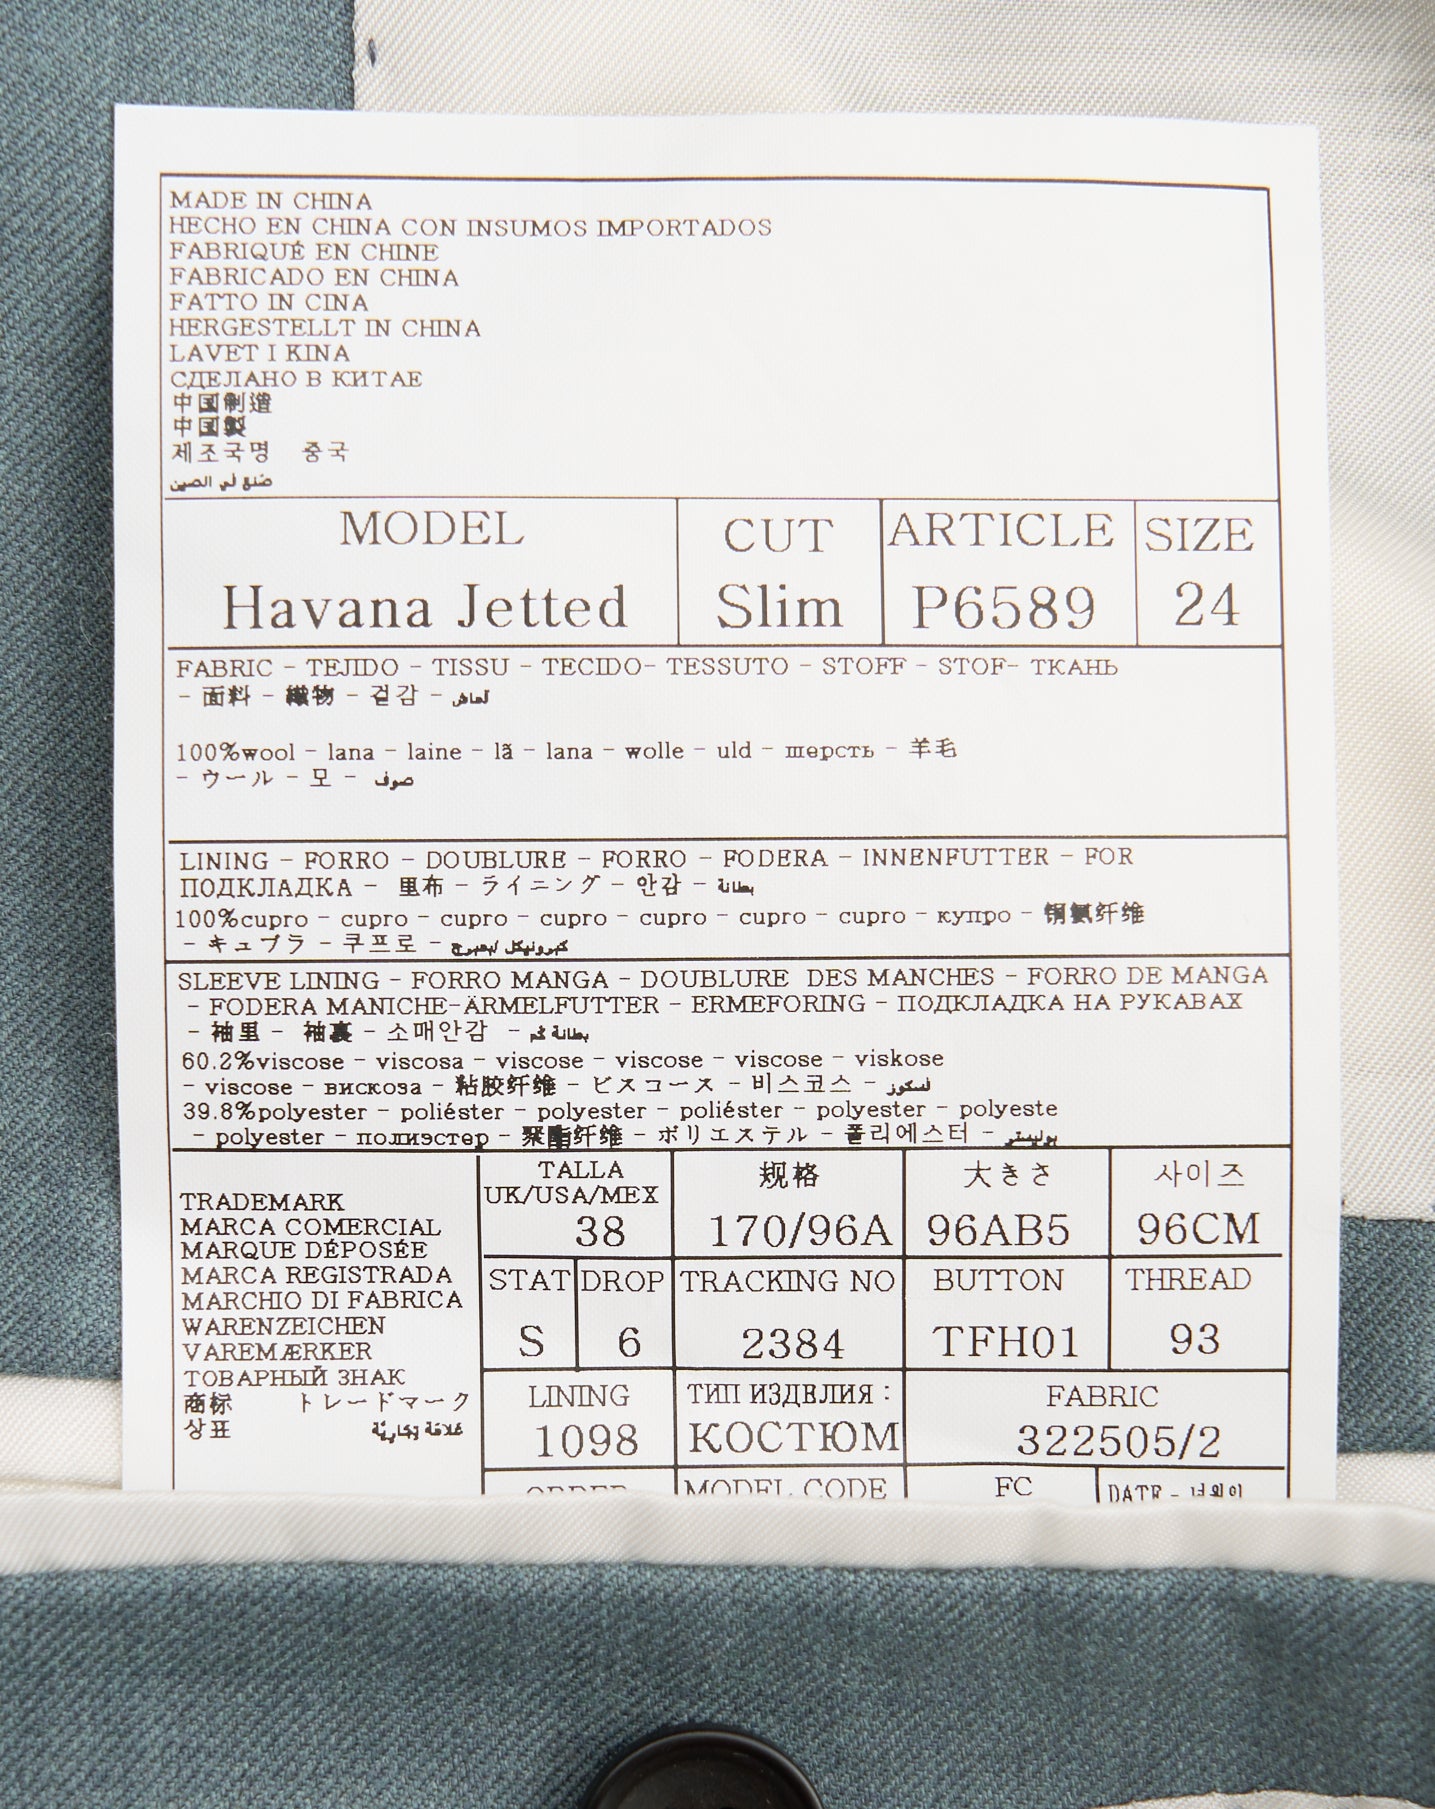 MADE IN CHINA
HECHO EN CHINA CON INSUMOS IMPORTADOS
FABRIQUÉ EN CHINE
FABRICADO EN CHINA
FATTO IN CINA
HERGESTELLT IN CHINA
LAVET I KINA
СДЕЛАНО В КИТАЕ
中国制造
中国製
제조국명 중국
صنع في الصين
MODEL CUT ARTICLE SIZE
Havana Jetted Slim P6589 24
FABRIC - TEJIDO - TISSU - TECIDO- TESSUTO - STOFF - STOF- ТКАНЬ
- 面料 - 織物 - 겉감 -
100%wool - lana - laine - lã - lana - wolle - uld - шерсть - 羊毛
- ウール - 모 - صوف
LINING - FORRO - DOUBLURE - FORRO - FODERA - INNENFUTTER - FOR
ПОДКЛАДКА - 里布 - ライニング - 안감 - بطانة
100%cupro - cupro - cupro - cupro - cupro - cupro - cupro - купро - 铜氨纤维
- キュプラ - 쿠프로 -
SLEEVE LINING - FORRO MANGA - DOUBLURE DES MANCHES - FORRO DE MANGA
- FODERA MANICHE-ÄRMELFUTTER - ERMEFORING - ПОДКЛАДКА НА РУКАВАХ
- 袖里 - 袖裏 - 소매안감 - بطانة كم
60.2%viscose - viscosa - viscose - viscose - viscose - viskose
- viscose - вискоза - 粘胶纤维 - ビスコース - 비스코스 -
39.8%polyester - poliéster - polyester - poliéster - polyester - polyeste
- polyester - полиэстер - 聚酯纤维 - ポリエステル - 폴리에스터 -
TRADEMARK
MARCA COMERCIAL
MARQUE DÉPOSÉE
MARCA REGISTRADA
MARCHIO DI FABRICA
WARENZEICHEN
VAREMÆRKER
ТОВАРНЫЙ ЗНАК
商标 トレードマーク
상표 علامة تجارية
TALLA 规格 大きさ 사이즈
UK/USA/MEX
38 170/96A 96AB5 96CM
STAT DROP TRACKING NO BUTTON THREAD
S 6 2384 TFH01 93
LINING ТИП ИЗДЕЛИЯ : FABRIC
1098 КОСТЮМ 322505/2
ORDER MODEL CODE FC DATE -